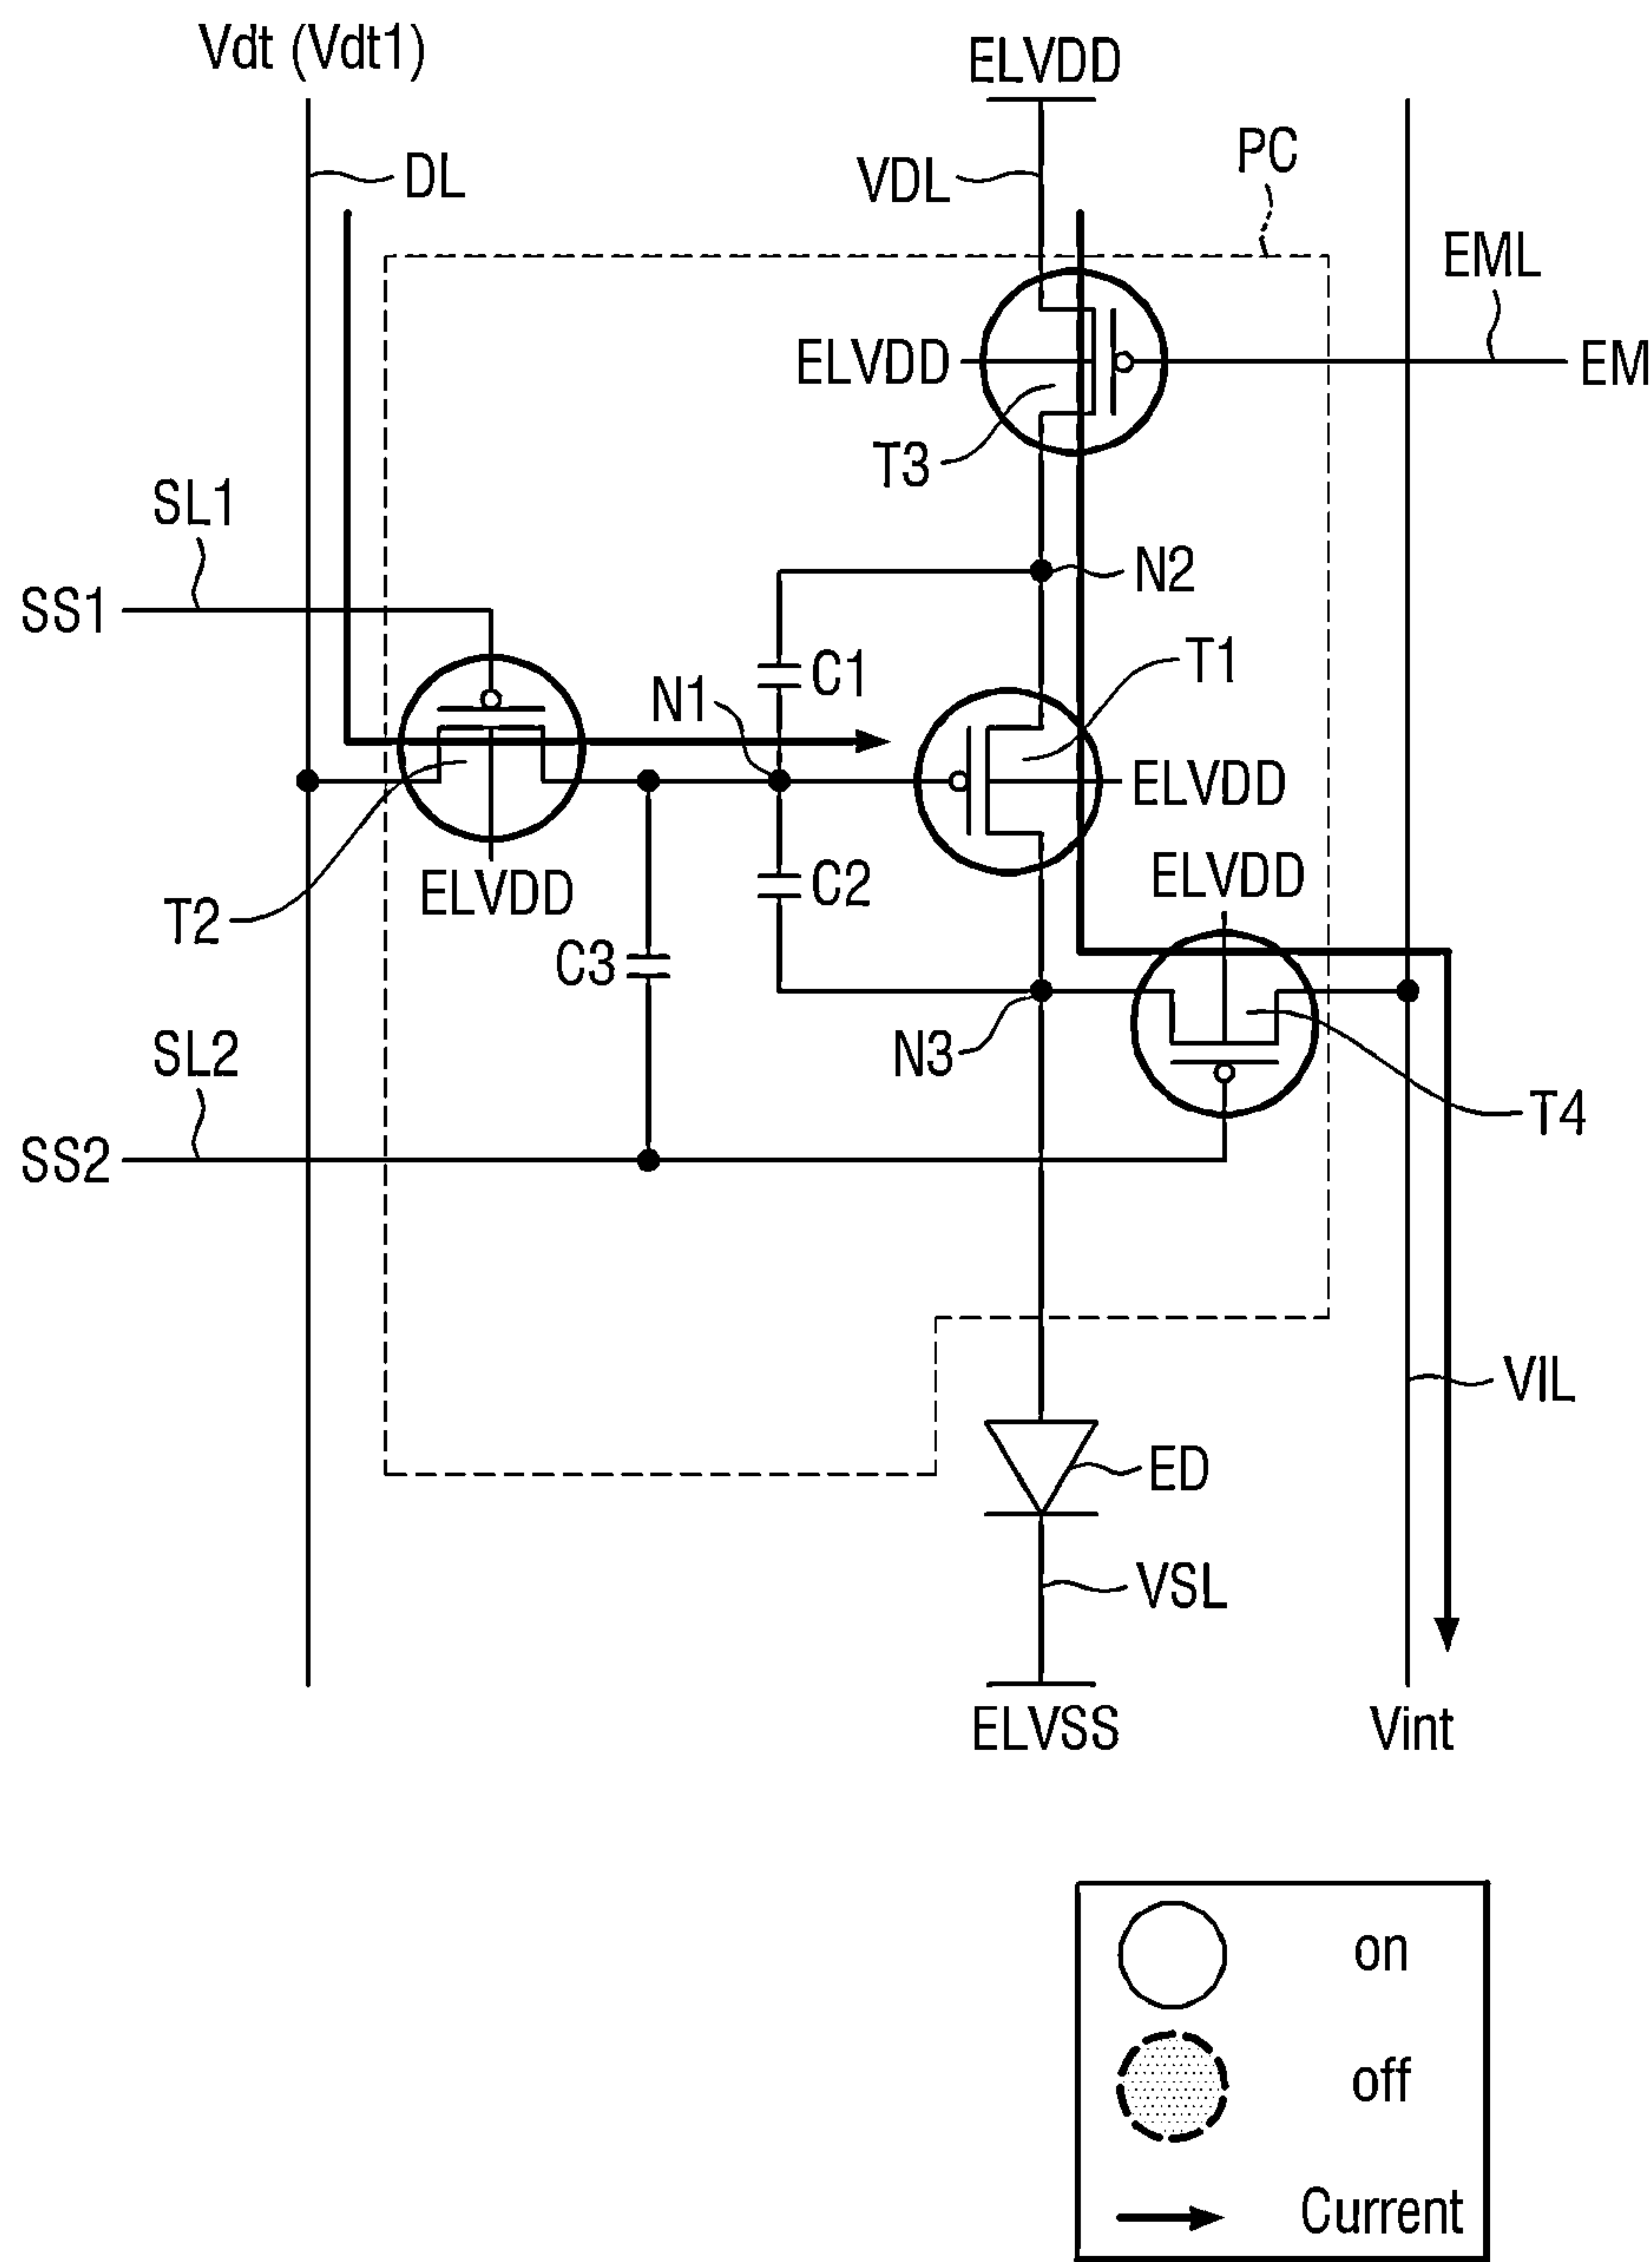 Vdt (Vdt1)
ELVDD
PC
DL
VDL
EML
ELVDD
EM
T3
SL1
N2
SS1
T1
C1
N1
ELVDD
ELVDD
ELVDD
C2
T2
C3
N3
SL2
T4
SS2
VIL
ED
VSL
ELVSS
Vint
on
off
Current